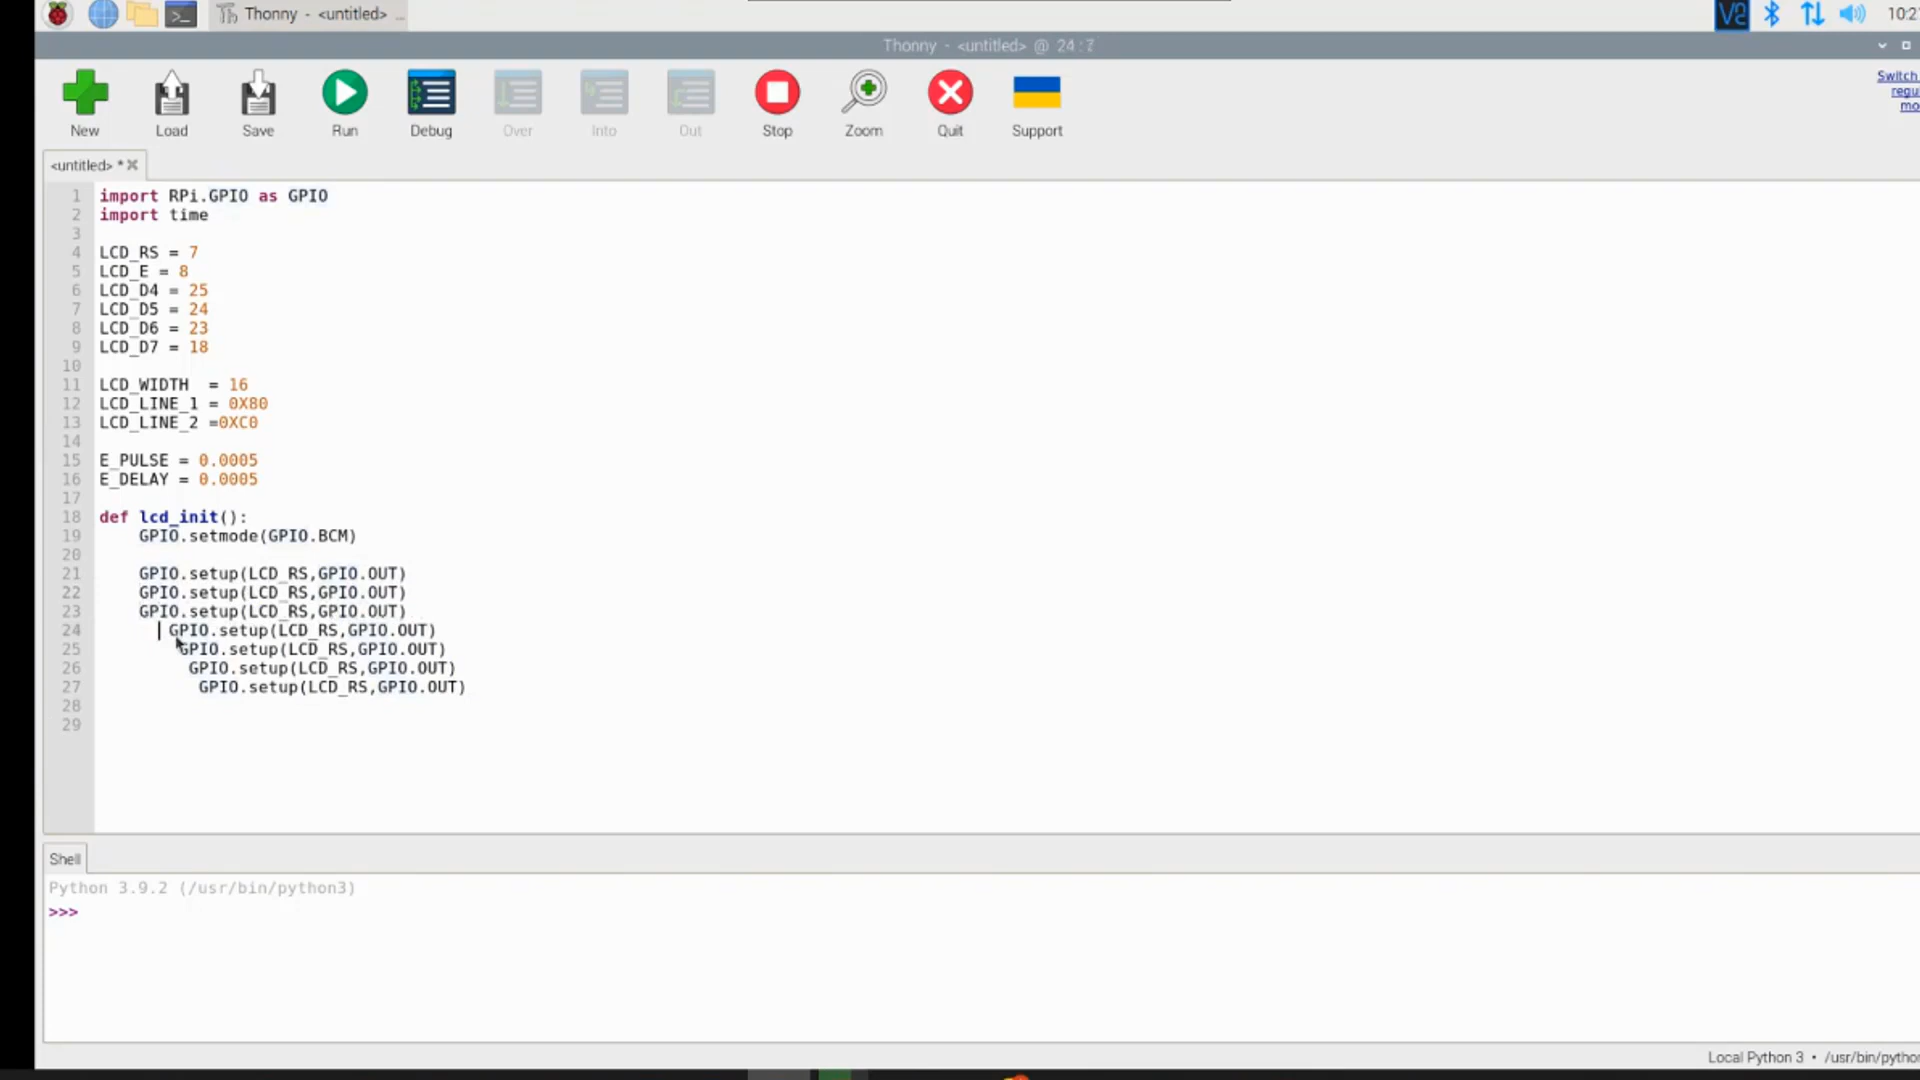 Thonny - <untitled> ...
V2
10:2
Thonny - <untitled> @ 24:7
New
Load
Save
Run
Debug
Over
Into
Out
Stop
Zoom
Quit
Support
Switch
regu
mo
<untitled> *
1 import RPi.GPIO as GPIO
2 import time
3
4 LCD_RS = 7
5 LCD_E = 8
6 LCD_D4 = 25
7 LCD_D5 = 24
8 LCD_D6 = 23
9 LCD_D7 = 18
10
11 LCD_WIDTH  = 16
12 LCD_LINE_1 = 0X80
13 LCD_LINE_2 =0XC0
14
15 E_PULSE = 0.0005
16 E_DELAY = 0.0005
17
18 def lcd_init():
19     GPIO.setmode(GPIO.BCM)
20
21     GPIO.setup(LCD_RS,GPIO.OUT)
22     GPIO.setup(LCD_RS,GPIO.OUT)
23     GPIO.setup(LCD_RS,GPIO.OUT)
24        GPIO.setup(LCD_RS,GPIO.OUT)
25         GPIO.setup(LCD_RS,GPIO.OUT)
26          GPIO.setup(LCD_RS,GPIO.OUT)
27           GPIO.setup(LCD_RS,GPIO.OUT)
28
29
Shell
Python 3.9.2 (/usr/bin/python3)
>>>
Local Python 3 • /usr/bin/pytho